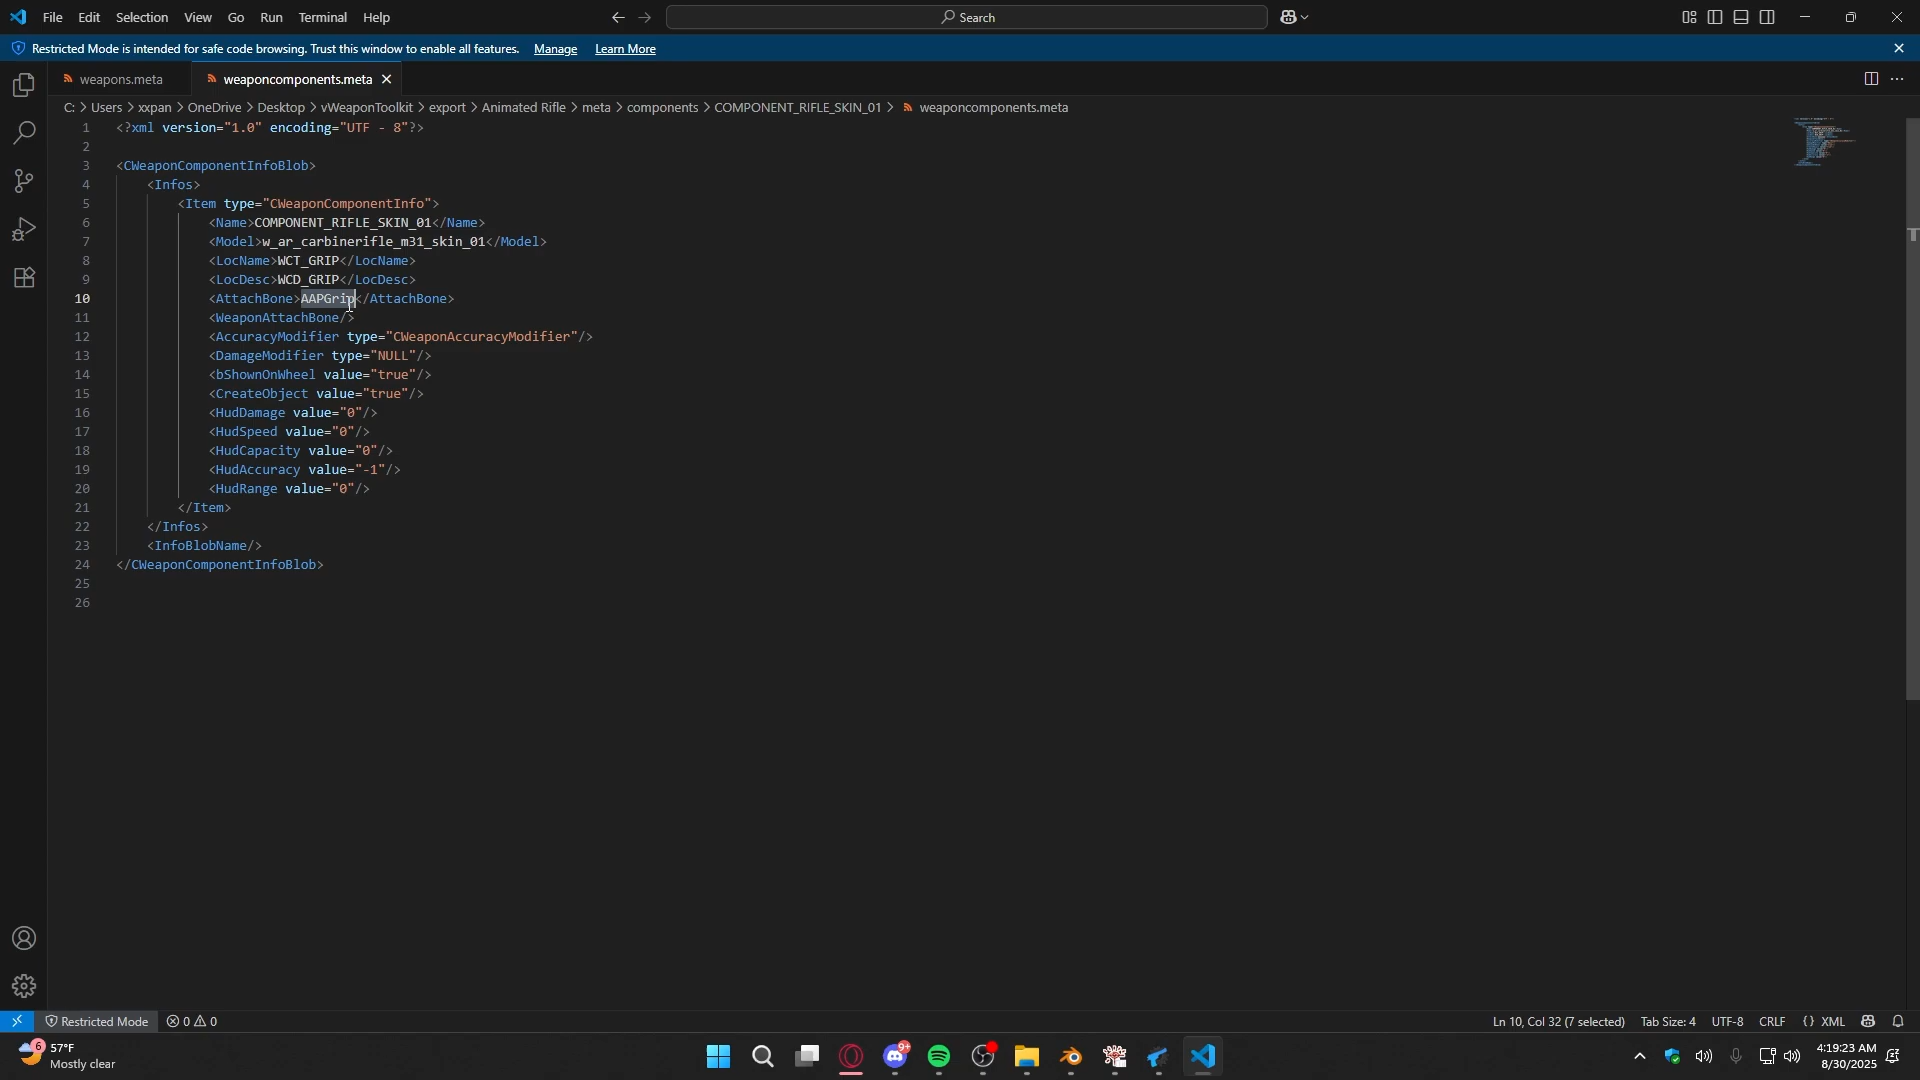 File Edit Selection View Go Run Terminal Help
Search
Restricted Mode is intended for safe code browsing. Trust this window to enable all features. Manage Learn More
weapons.meta
weaponcomponents.meta
C: > Users > xxpan > OneDrive > Desktop > vWeaponToolkit > export > Animated Rifle > meta > components > COMPONENT_RIFLE_SKIN_01 > weaponcomponents.meta
1 <?xml version="1.0" encoding="UTF - 8"?>
2
3 <CWeaponComponentInfoBlob>
4 <Infos>
5 <Item type="CWeaponComponentInfo">
6 <Name>COMPONENT_RIFLE_SKIN_01</Name>
7 <Model>w_ar_carbinerifle_m31_skin_01</Model>
8 <LocName>WCT_GRIP</LocName>
9 <LocDesc>WCD_GRIP</LocDesc>
10 <AttachBone>AAPGrip</AttachBone>
11 <WeaponAttachBone/>
12 <AccuracyModifier type="CWeaponAccuracyModifier"/>
13 <DamageModifier type="NULL"/>
14 <bShownOnWheel value="true"/>
15 <CreateObject value="true"/>
16 <HudDamage value="0"/>
17 <HudSpeed value="0"/>
18 <HudCapacity value="0"/>
19 <HudAccuracy value="-1"/>
20 <HudRange value="0"/>
21 </Item>
22 </Infos>
23 <InfoBlobName/>
24 </CWeaponComponentInfoBlob>
25
26
Restricted Mode 0 0 Ln 10, Col 32 (7 selected) Tab Size: 4 UTF-8 CRLF {} XML
6 57°F
Mostly clear
9+
4:19:23 AM
8/30/2025